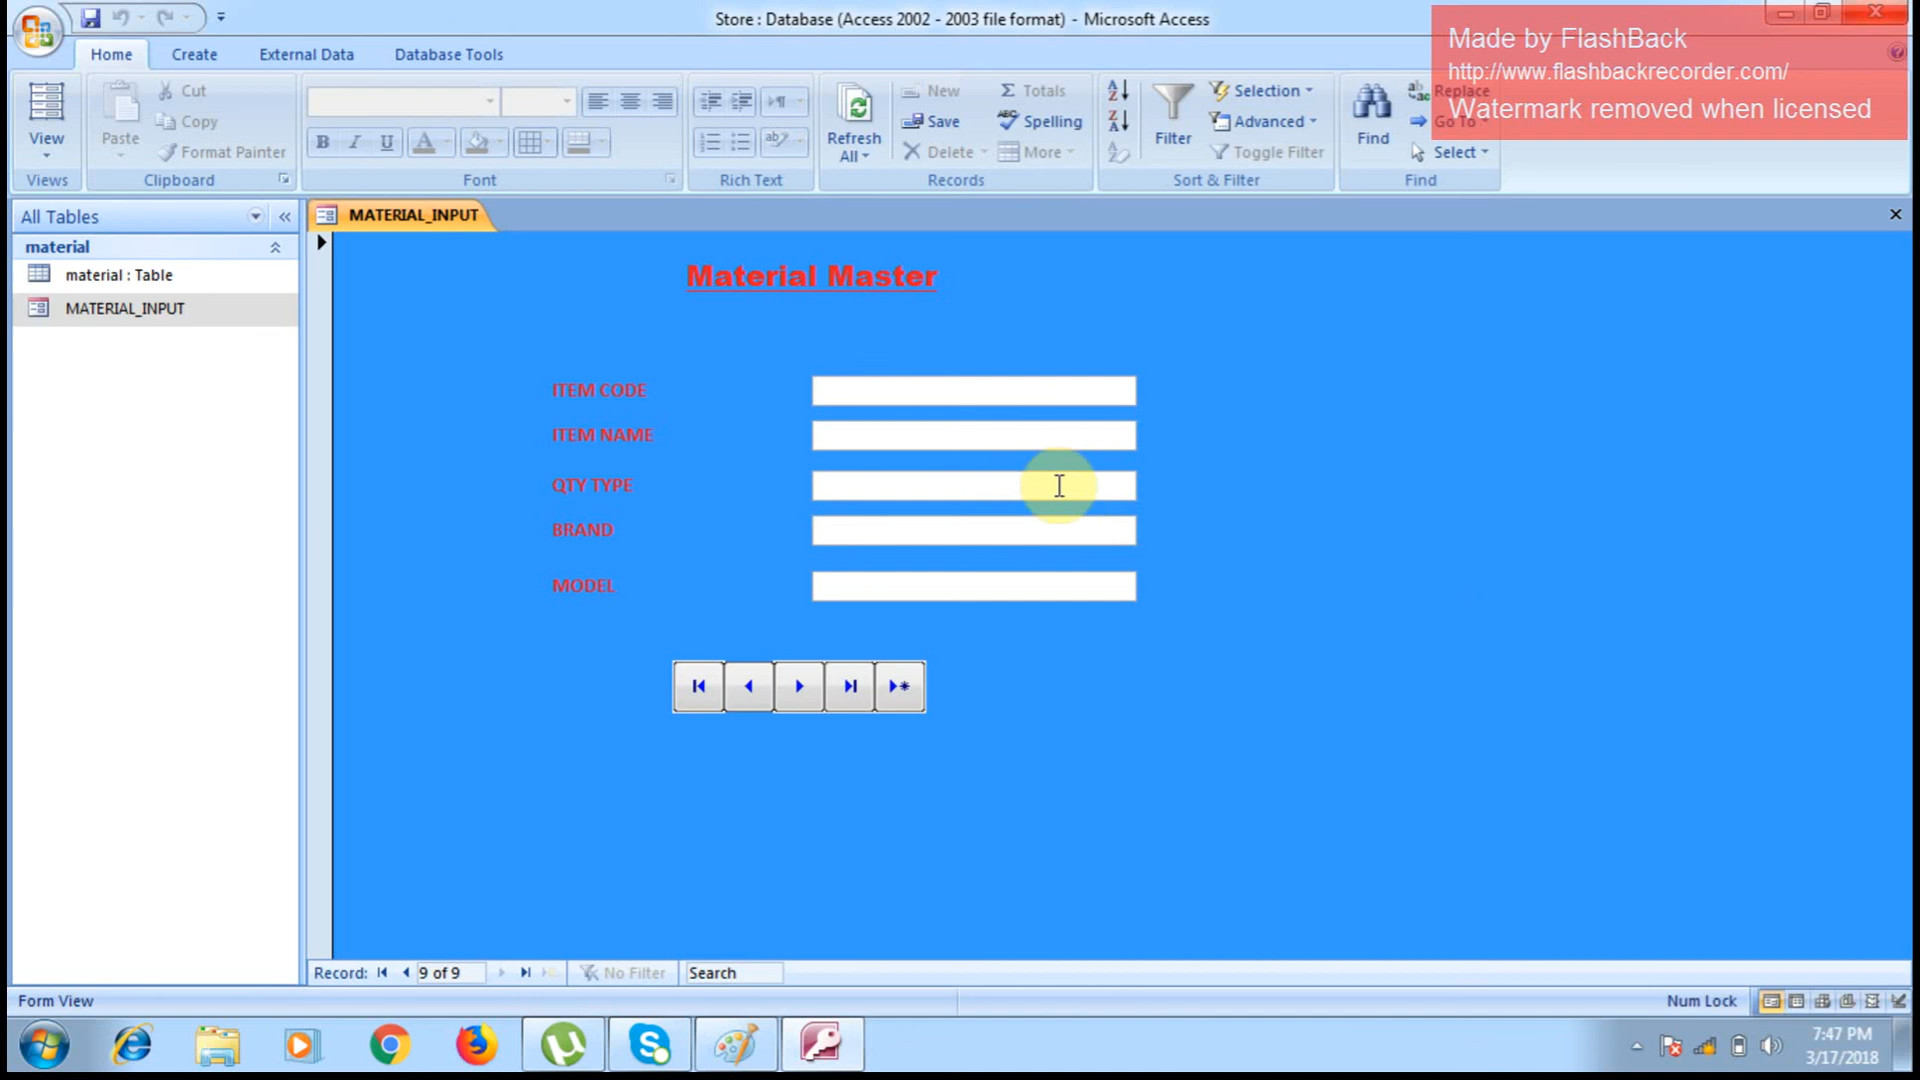 Store : Database (Access 2002 - 2003 file format) - Microsoft Access
Made by FlashBack
http://www.flashbackrecorder.com/
Watermark removed when licensed
Home Create External Data Database Tools
View
Views
Paste
Cut
Copy
Format Painter
Clipboard
B I U A
Font
Rich Text
Refresh
All
New
Save
Delete
Totals
Spelling
More
Records
Filter
Selection
Advanced
Toggle Filter
Sort & Filter
Find
Replace
Go To
Select
Find
All Tables
material
material : Table
MATERIAL_INPUT
MATERIAL_INPUT
Material Master
ITEM CODE
ITEM NAME
QTY TYPE
BRAND
MODEL
Record: 9 of 9 No Filter Search
Form View Num Lock
7:47 PM
3/17/2018